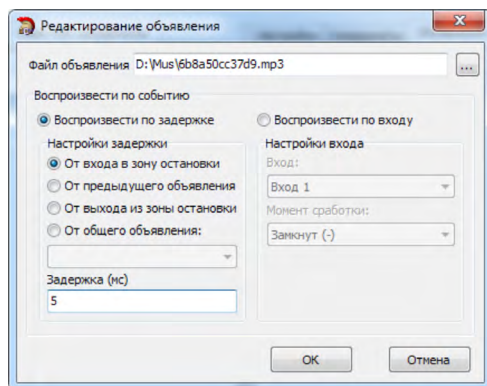 Редактирование объявления
Файл объявления D:\Mus\6b8a50cc37d9.mp3 ...
Воспроизвести по событию
Воспроизвести по задержке
Воспроизвести по входу
Настройки задержки
От входа в зону остановки
От предыдущего объявления
От выхода из зоны остановки
От общего объявления:
Задержка (мс)
5
Настройки входа
Вход:
Вход 1
Момент сработки:
Замкнут (-)
ОК
Отмена